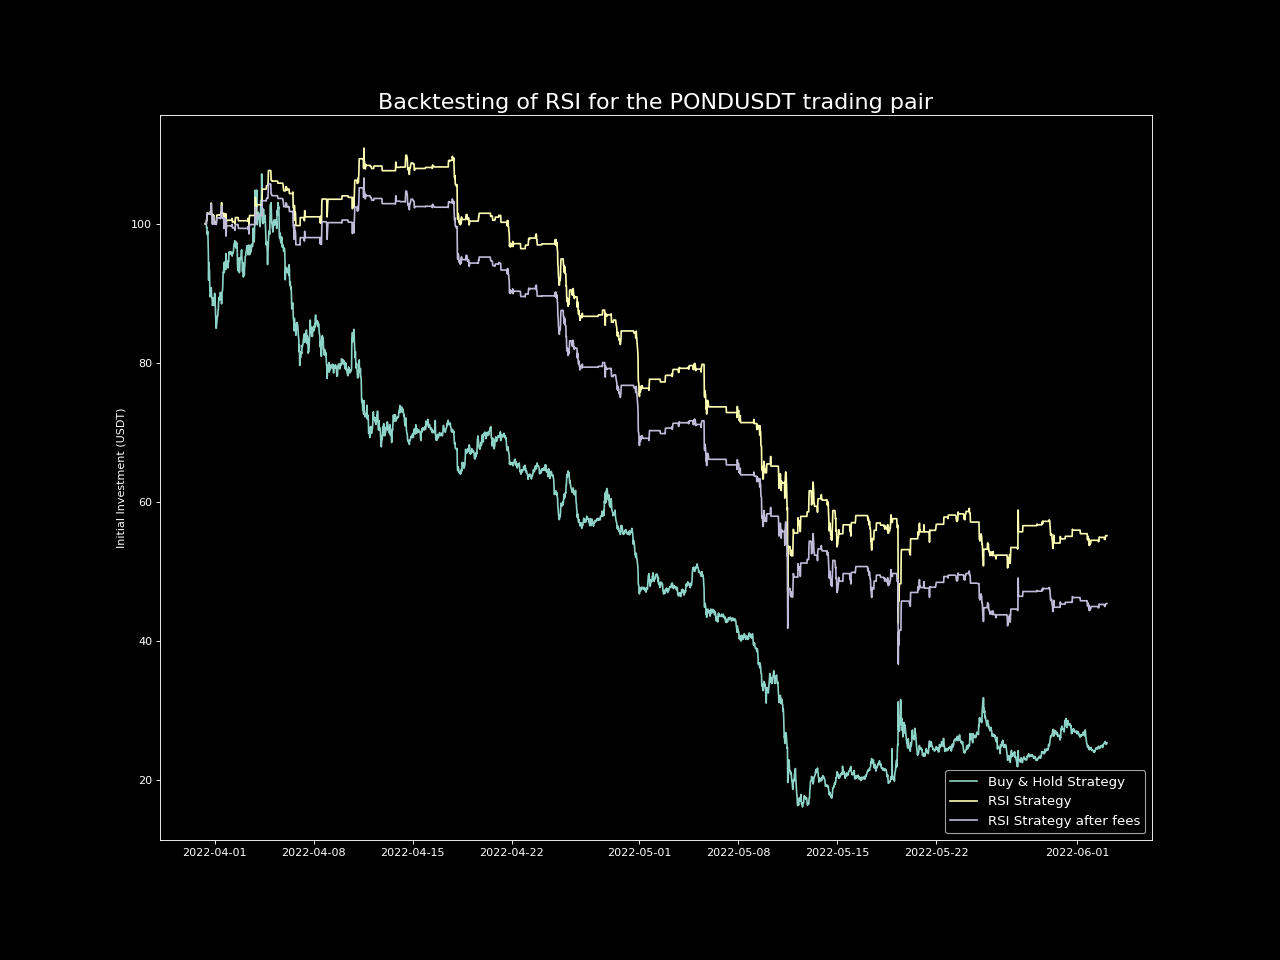 Backtesting of RSI for the PONDUSDT trading pair
Initial Investment (USDT)
100
80
60
40
20
2022-04-01
2022-04-08
2022-04-15
2022-04-22
2022-05-01
2022-05-08
2022-05-15
2022-05-22
2022-06-01
Buy & Hold Strategy
RSI Strategy
RSI Strategy after fees